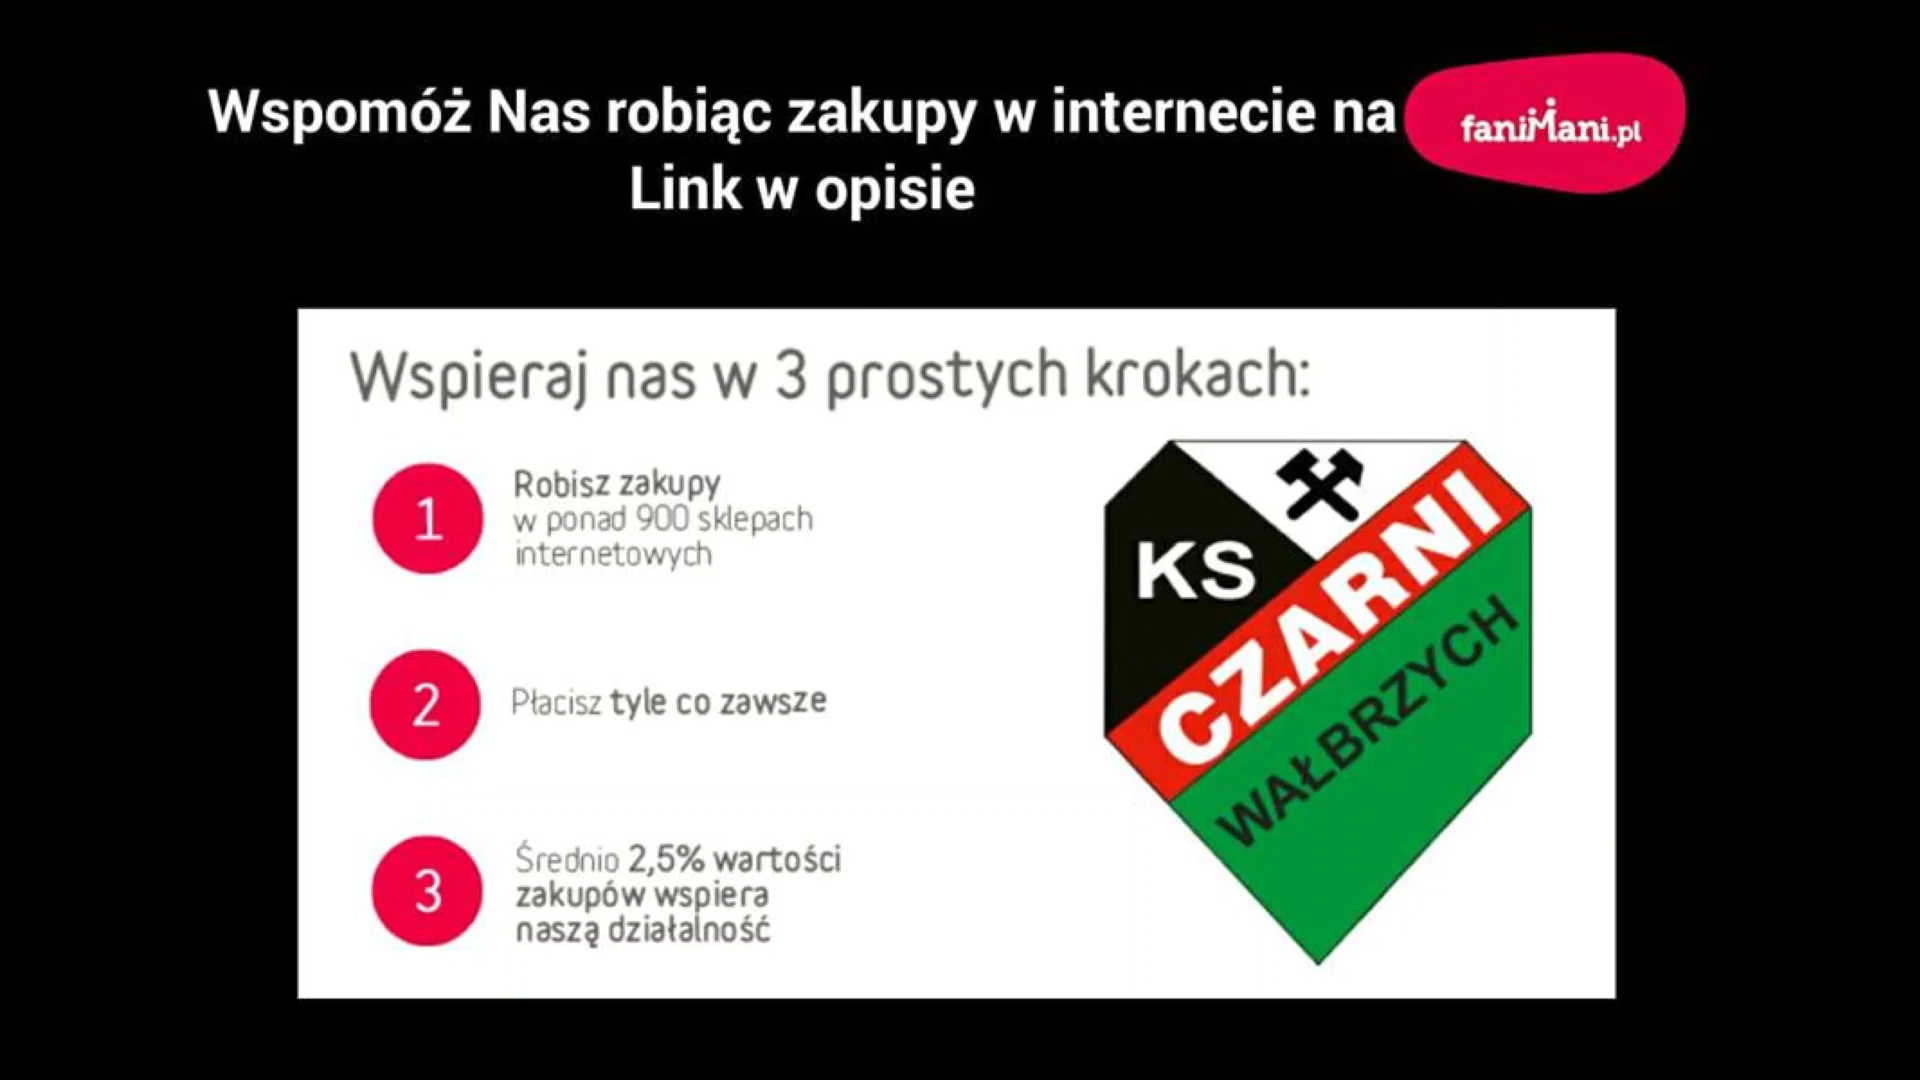 Wspomóż Nas robiąc zakupy w internecie na
faniMani.pl
Link w opisie
Wspieraj nas w 3 prostych krokach:
1
Robisz zakupy
w ponad 900 sklepach
internetowych
2
Płacisz tyle co zawsze
3
Średnio 2,5% wartości
zakupów wspiera
naszą działalność
KS
CZARNI
WAŁBRZYCH